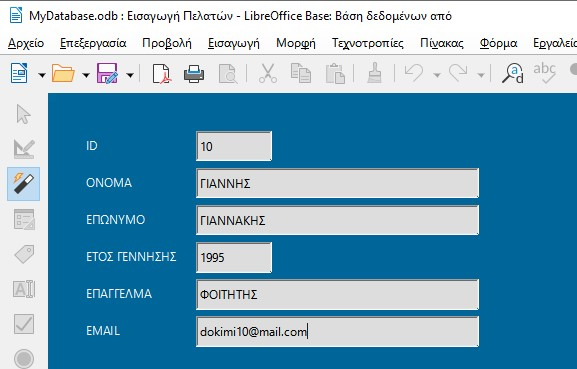 MyDatabase.odb : Εισαγωγή Πελατών - LibreOffice Base: Βάση δεδομένων από
Αρχείο Επεξεργασία Προβολή Εισαγωγή Μορφή Τεχνοτροπίες Πίνακας Φόρμα Εργαλεία
ID 10
ΟΝΟΜΑ ΓΙΑΝΝΗΣ
ΕΠΩΝΥΜΟ ΓΙΑΝΝΑΚΗΣ
ΕΤΟΣ ΓΕΝΝΗΣΗΣ 1995
ΕΠΑΓΓΕΛΜΑ ΦΟΙΤΗΤΗΣ
EMAIL dokimi10@mail.com